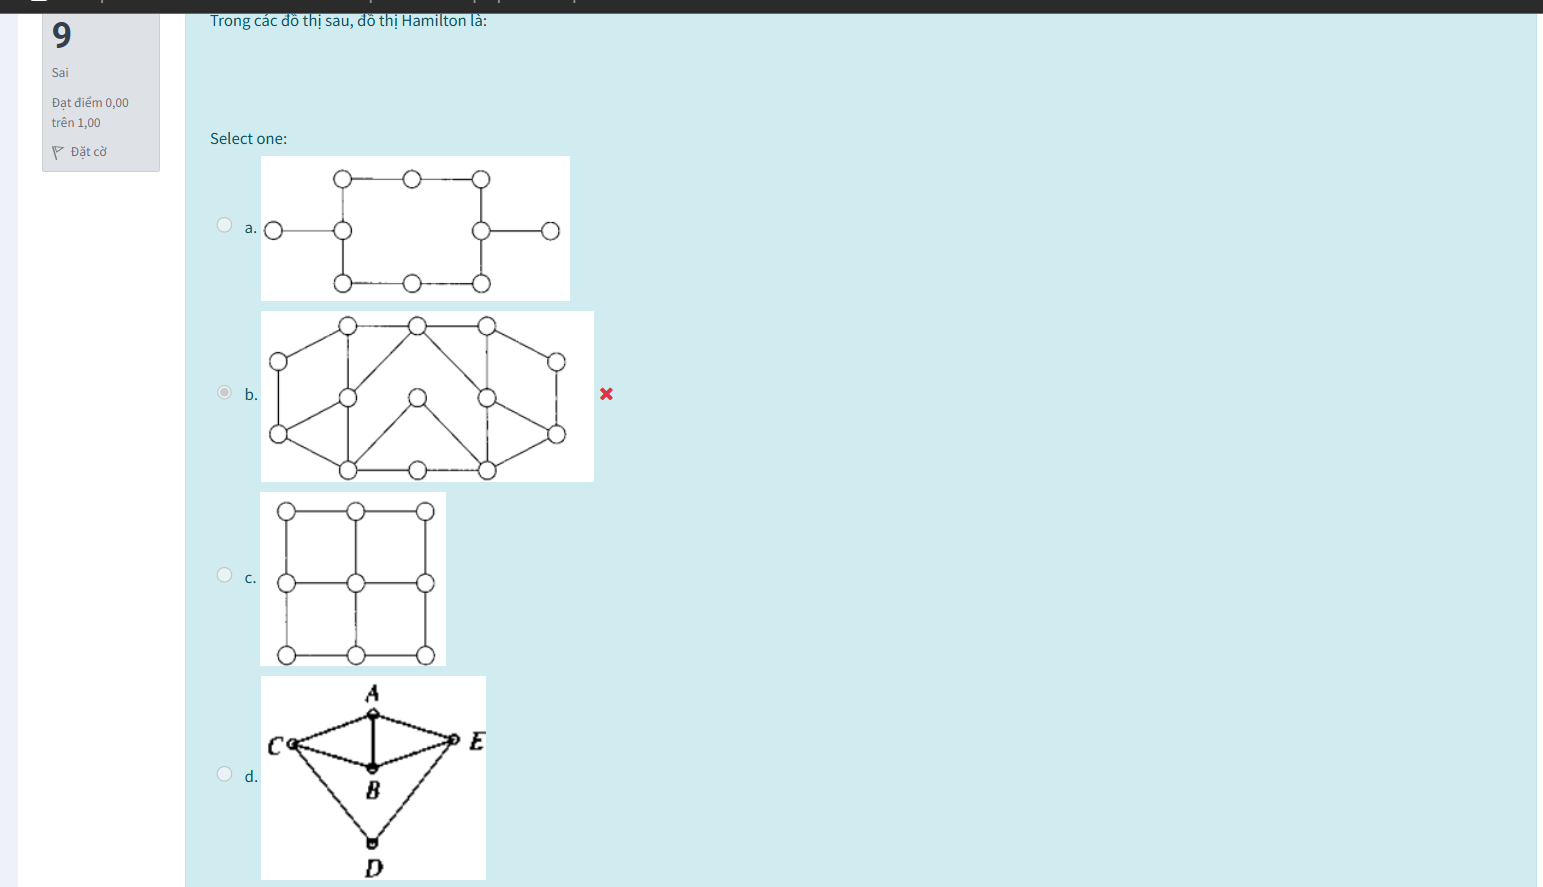 Trong các đồ thị sau, đồ thị Hamilton là:
9
Sai
Đạt điểm 0,00
trên 1,00
Đặt cờ
Select one:
a.
b.
c.
d.
A
C
E
B
D